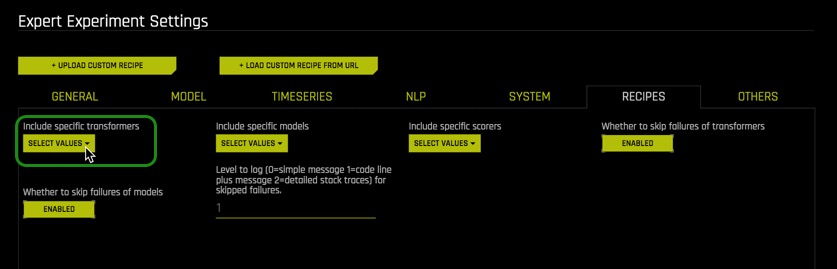 Expert Experiment Settings
+ UPLOAD CUSTOM RECIPE
+ LOAD CUSTOM RECIPE FROM URL
GENERAL
MODEL
TIMESERIES
NLP
SYSTEM
RECIPES
OTHERS
Include specific transformers
SELECT VALUES
Include specific models
SELECT VALUES
Include specific scorers
SELECT VALUES
Whether to skip failures of transformers
ENABLED
Whether to skip failures of models
ENABLED
Level to log (0=simple message 1=code line
plus message 2=detailed stack traces) for
skipped failures.
1